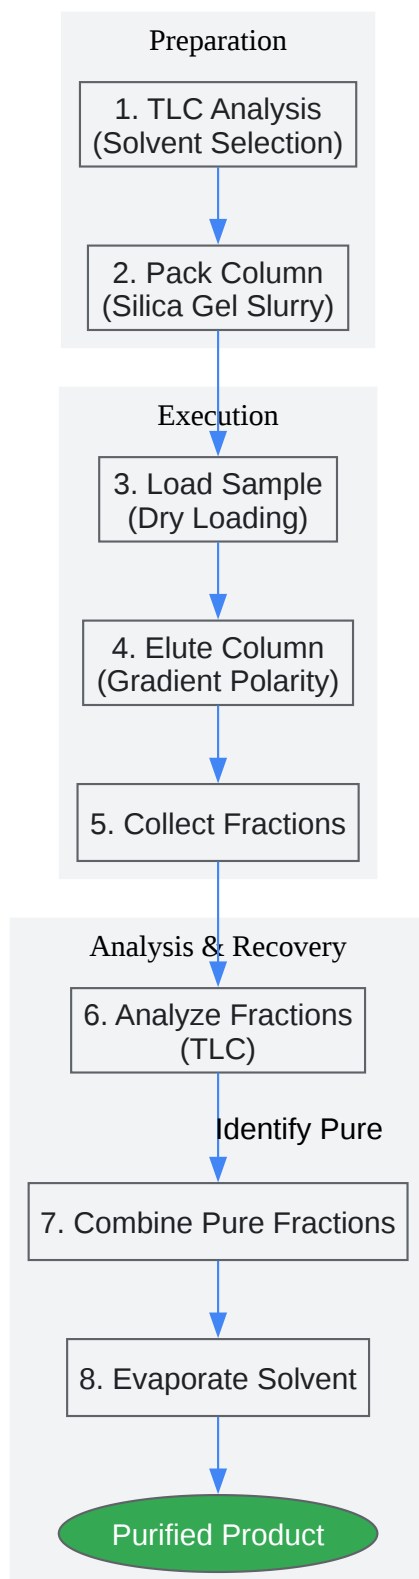 Preparation
1. TLC Analysis
(Solvent Selection)
2. Pack Column
(Silica Gel Slurry)
Execution
3. Load Sample
(Dry Loading)
4. Elute Column
(Gradient Polarity)
5. Collect Fractions
Analysis & Recovery
6. Analyze Fractions
(TLC)
Identify Pure
7. Combine Pure Fractions
8. Evaporate Solvent
Purified Product